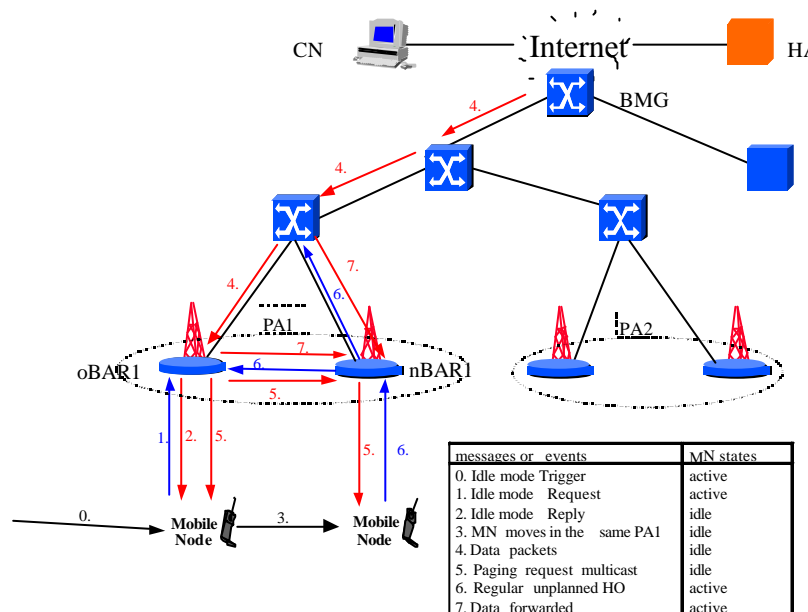 CN
Internet
HA
BMG
4.
4.
4.
7.
6.
PA1
PA2
7.
6.
5.
oBAR1
nBAR1
1.
2.
5.
5.
6.
0.
Mobile
Node
3.
Mobile
Node
messages or events MN states
0. Idle mode Trigger active
1. Idle mode Request active
2. Idle mode Reply idle
3. MN moves in the same PA1 idle
4. Data packets idle
5. Paging request multicast idle
6. Regular unplanned HO active
7. Data forwarded active